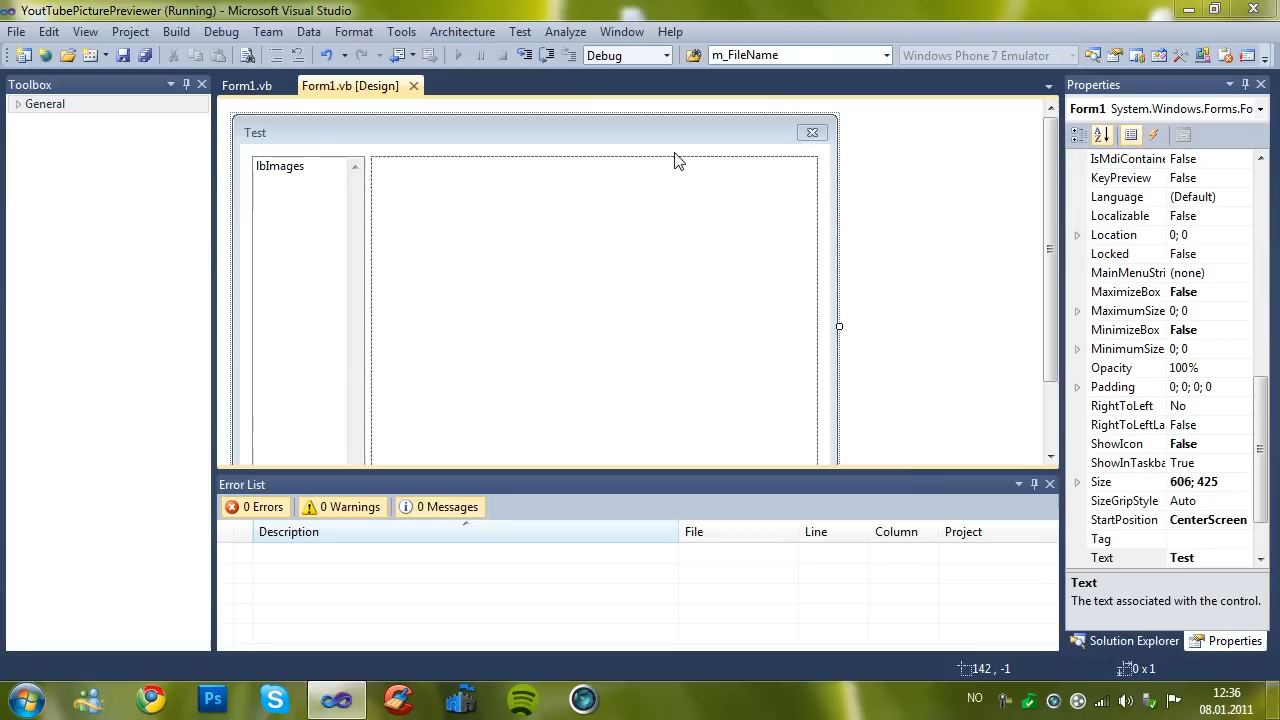 YoutTubePicturePreviewer (Running) - Microsoft Visual Studio
File Edit View Project Build Debug Team Format Data Tools Architecture Test Analyze Window Help
Debug m_FileName Windows Phone 7 Emulator
Toolbox
General
Form1.vb Form1.vb [Design]
Test
lbImages
Properties
Form1 System.Windows.Forms.Fo
IsMdiContaine False
KeyPreview False
Language (Default)
Localizable False
Location 0; 0
Locked False
MainMenuStri (none)
MaximizeBox False
MaximumSize 0; 0
MinimizeBox False
MinimumSize 0; 0
Opacity 100%
Padding 0; 0; 0; 0
RightToLeft No
RightToLeftLa False
ShowIcon False
ShowInTaskba True
Size 606; 425
SizeGripStyle Auto
StartPosition CenterScreen
Tag
Text Test
Text
The text associated with the control.
Solution Explorer Properties
Error List
0 Errors 0 Warnings 0 Messages
Description File Line Column Project
142 , -1 0 x 1
Ps
NO
12:36
08.01.2011